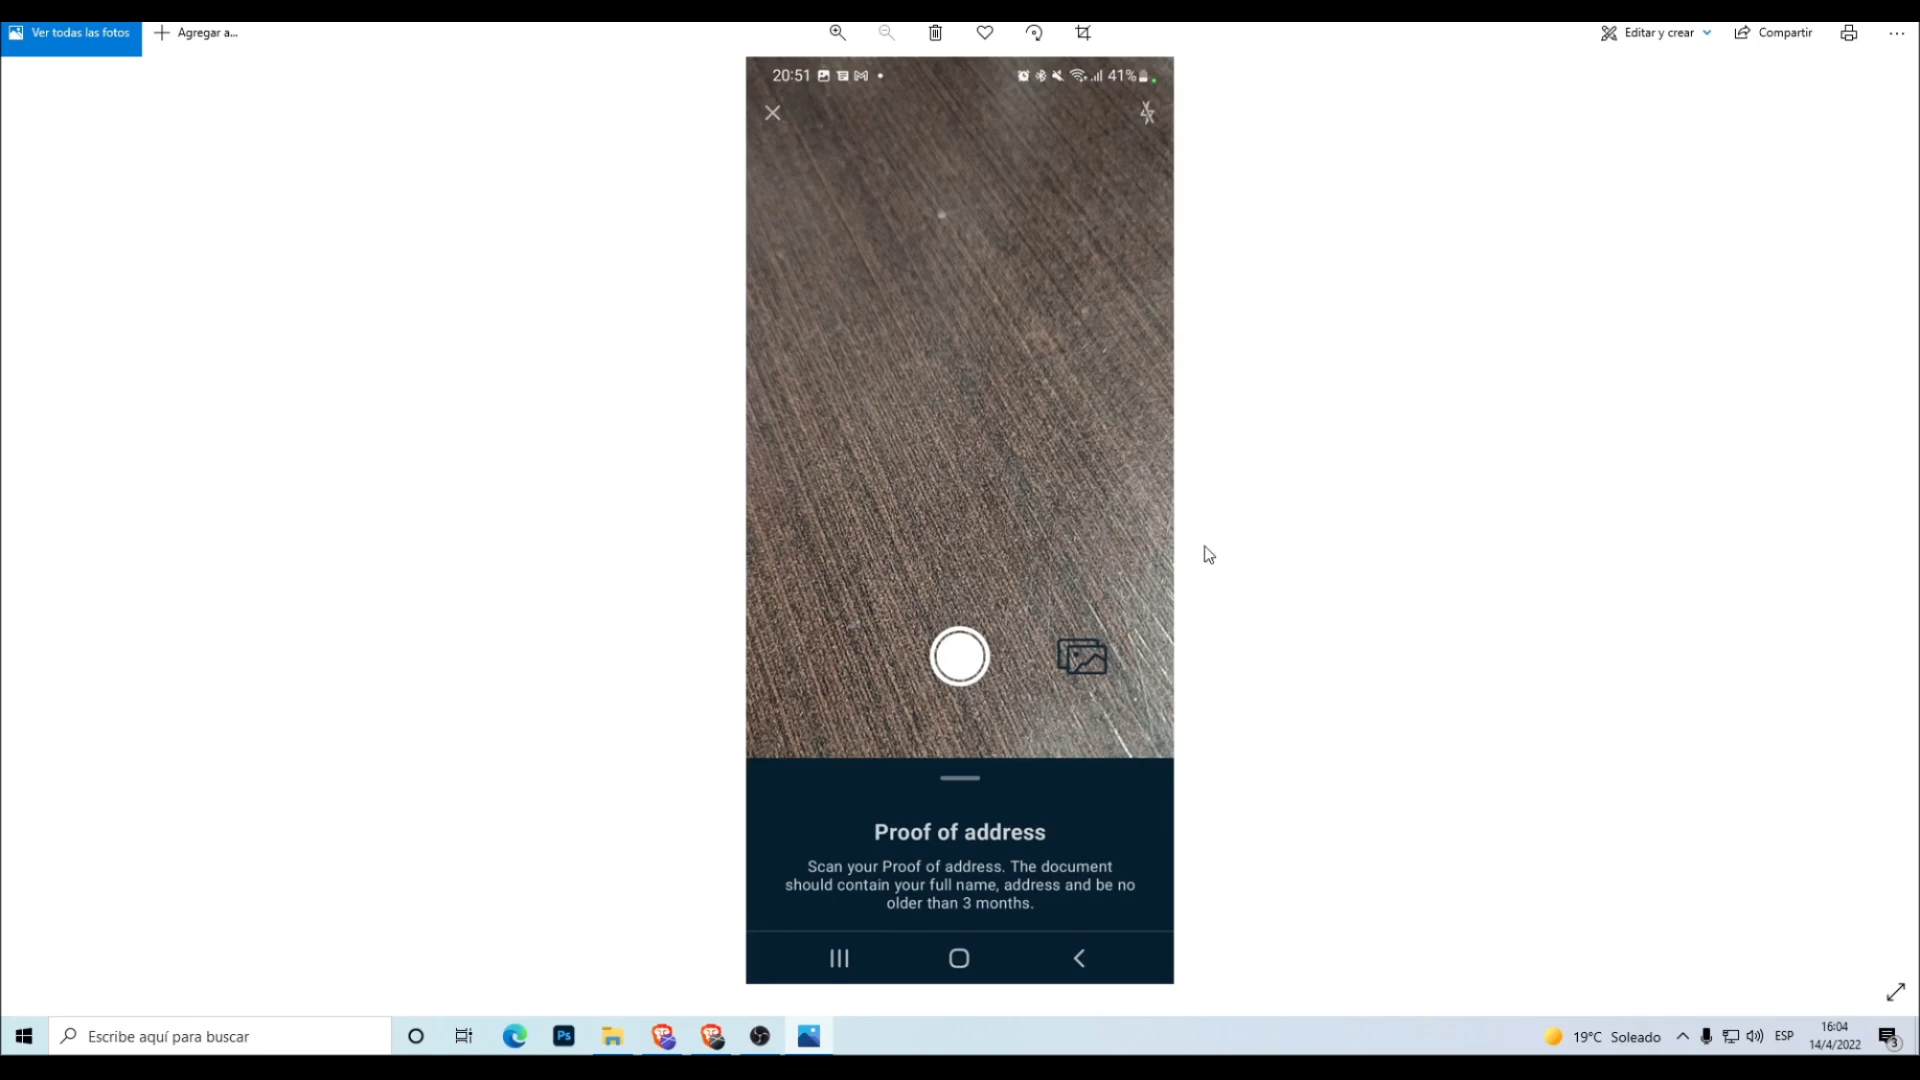 Ver todas las fotos
Agregar a...
Editar y crear
Compartir
20:51
41%
Proof of address
Scan your Proof of address. The document
should contain your full name, address and be no
older than 3 months.
Escribe aquí para buscar
Ps
19°C Soleado
ESP
16:04
14/4/2022
3